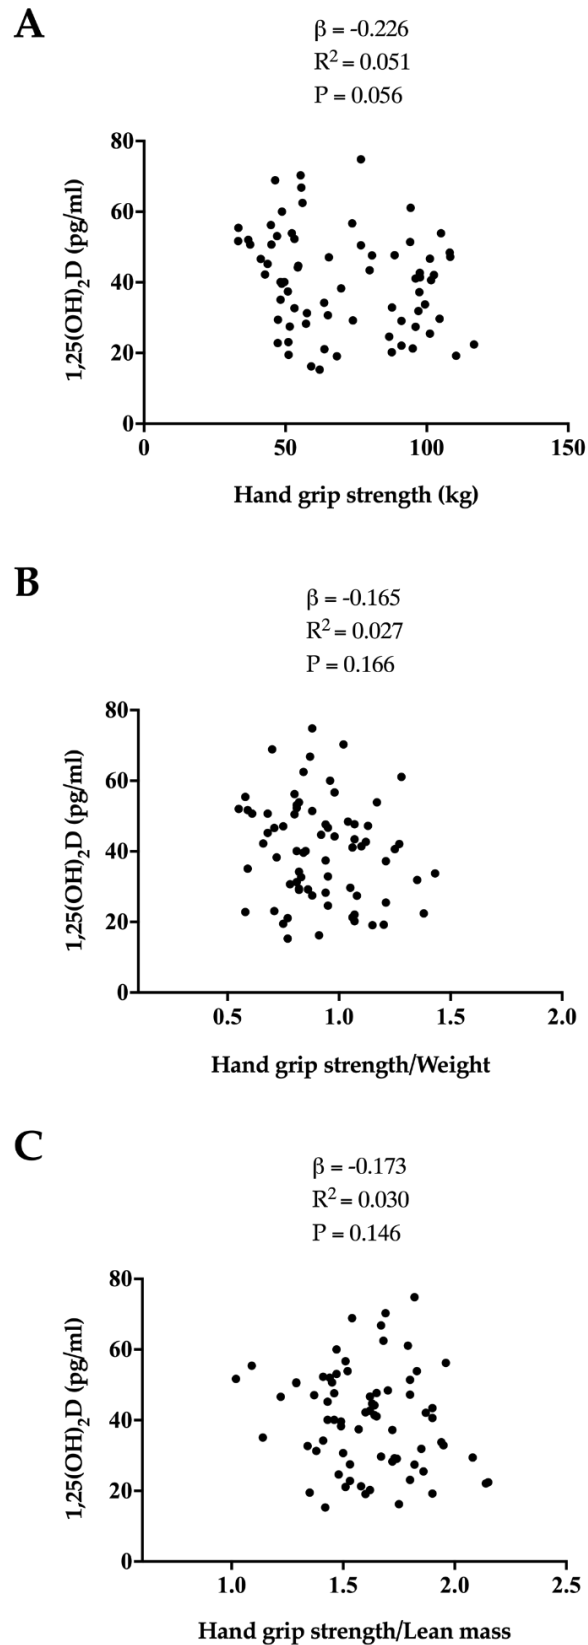 A
β = -0.226
R² = 0.051
P = 0.056
80
60
40
20
0
1,25(OH)₂D (pg/ml)
0 50 100 150
Hand grip strength (kg)
B
β = -0.165
R² = 0.027
P = 0.166
80
60
40
20
0
1,25(OH)₂D (pg/ml)
0.5 1.0 1.5 2.0
Hand grip strength/Weight
C
β = -0.173
R² = 0.030
P = 0.146
80
60
40
20
0
1,25(OH)₂D (pg/ml)
1.0 1.5 2.0 2.5
Hand grip strength/Lean mass